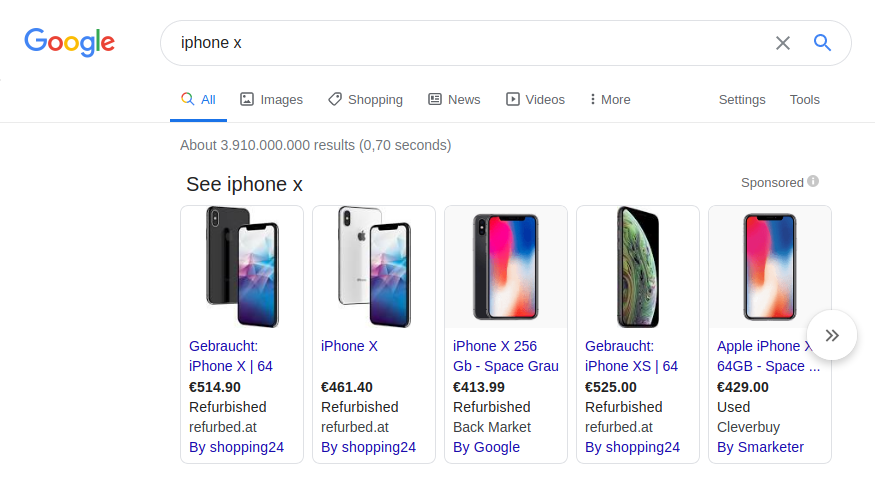 Google
iphone x
All Images Shopping News Videos More Settings Tools
About 3.910.000.000 results (0,70 seconds)
See iphone x
Sponsored
Gebraucht:
iPhone X | 64
€514.90
Refurbished
refurbed.at
By shopping24
iPhone X
€461.40
Refurbished
refurbed.at
By shopping24
iPhone X 256
Gb - Space Grau
€413.99
Refurbished
Back Market
By Google
Gebraucht:
iPhone XS | 64
€525.00
Refurbished
refurbed.at
By shopping24
Apple iPhone X
64GB - Space ...
€429.00
Used
Cleverbuy
By Smarketer